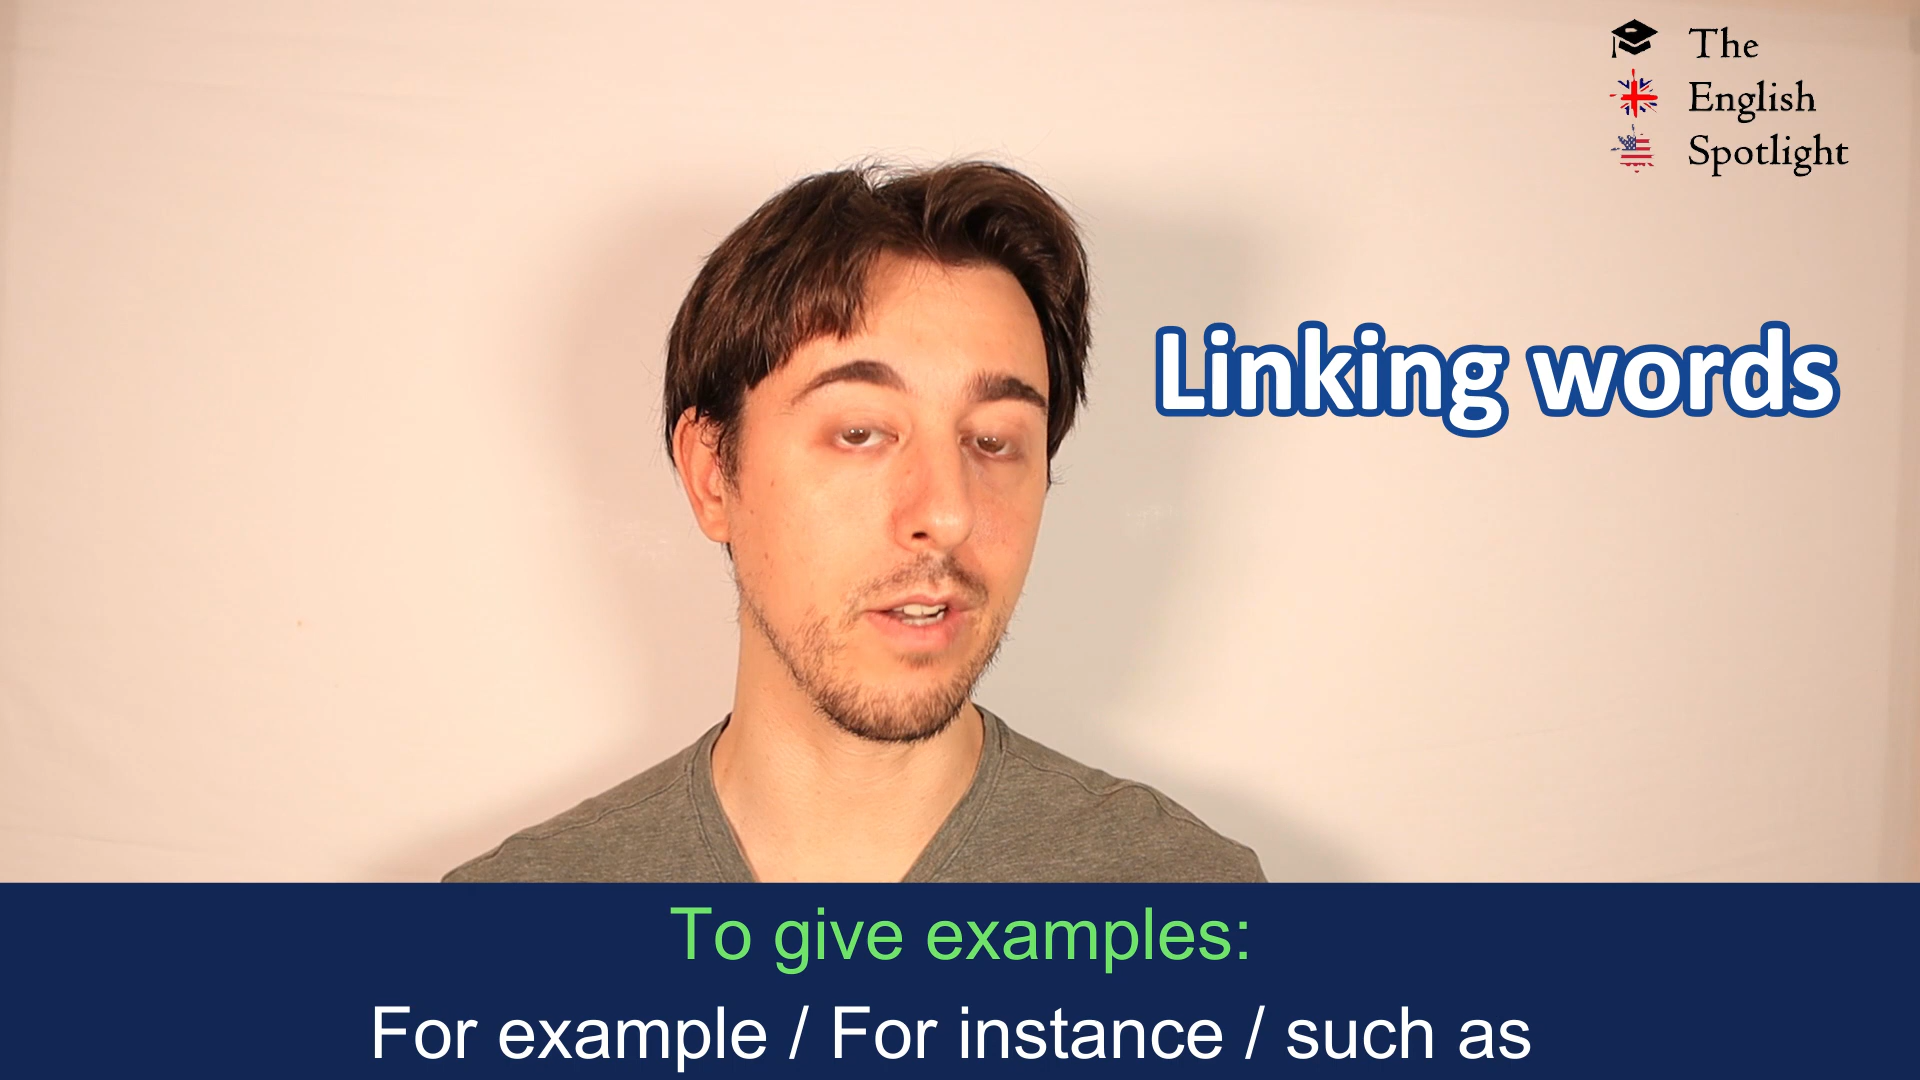 The
English
Spotlight
Linking words
To give examples:
For example / For instance / such as